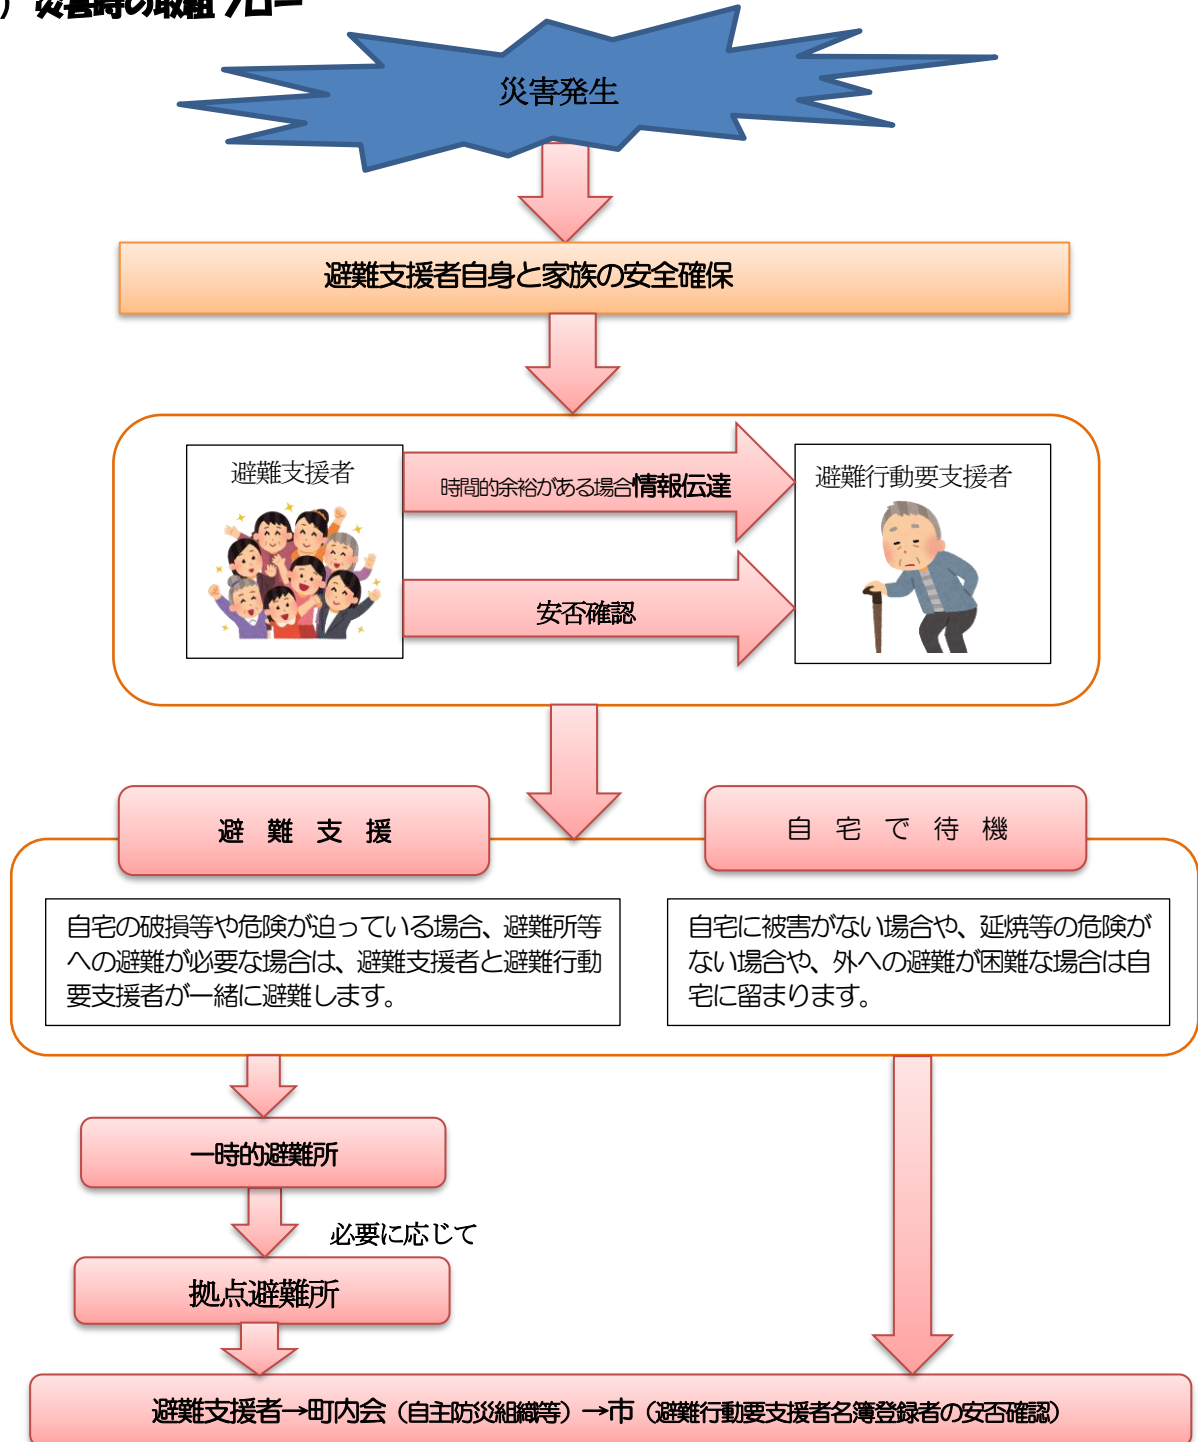 ）災害時の取組フロー
災害発生
避難支援者自身と家族の安全確保
避難支援者
時間的余裕がある場合情報伝達
避難行動要支援者
安否確認
避難支援
自宅で待機
自宅の破損等や危険が迫っている場合、避難所等
への避難が必要な場合は、避難支援者と避難行動
要支援者が一緒に避難します。
自宅に被害がない場合や、延焼等の危険が
ない場合や、外への避難が困難な場合は自
宅に留まります。
一時的避難所
必要に応じて
拠点避難所
避難支援者→町内会（自主防災組織等）→市（避難行動要支援者名簿登録者の安否確認）